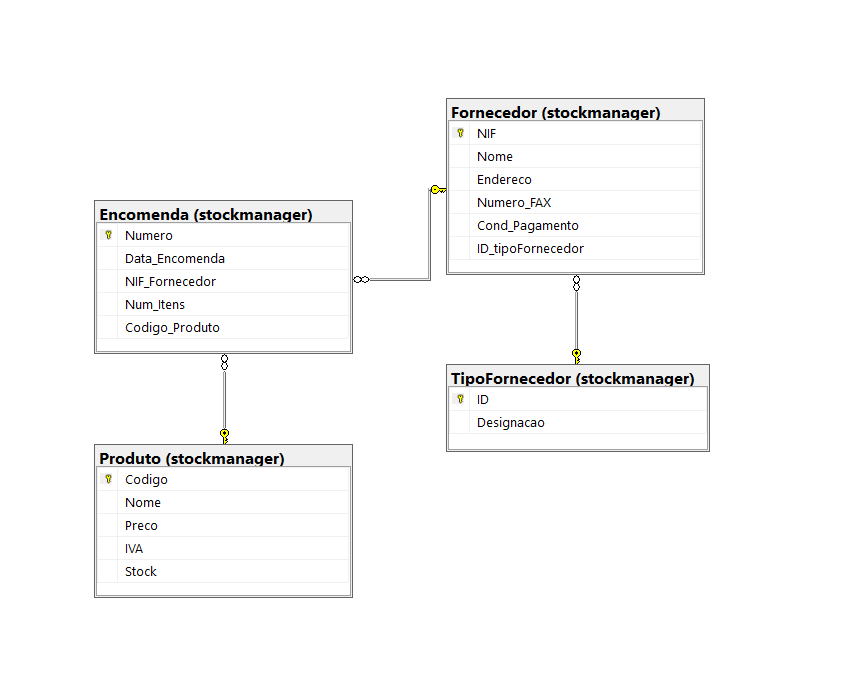 Fornecedor (stockmanager)
NIF
Nome
Endereco
Numero_FAX
Cond_Pagamento
ID_tipoFornecedor
Encomenda (stockmanager)
Numero
Data_Encomenda
NIF_Fornecedor
Num_Itens
Codigo_Produto
TipoFornecedor (stockmanager)
ID
Designacao
Produto (stockmanager)
Codigo
Nome
Preco
IVA
Stock